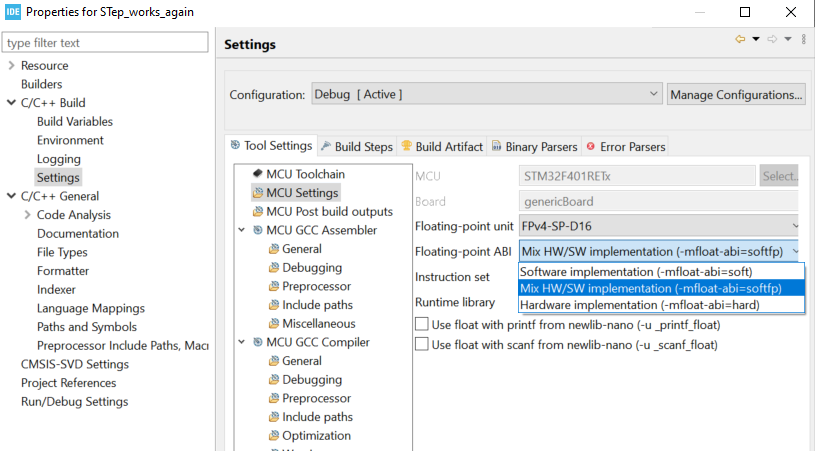 IDE Properties for STep_works_again
type filter text
Resource
Builders
C/C++ Build
Build Variables
Environment
Logging
Settings
C/C++ General
Code Analysis
Documentation
File Types
Formatter
Indexer
Language Mappings
Paths and Symbols
Preprocessor Include Paths, Macı
CMSIS-SVD Settings
Project References
Run/Debug Settings
Settings
Configuration: Debug [ Active ] Manage Configurations...
Tool Settings Build Steps Build Artifact Binary Parsers Error Parsers
MCU Toolchain
MCU Settings
MCU Post build outputs
MCU GCC Assembler
General
Debugging
Preprocessor
Include paths
Miscellaneous
MCU GCC Compiler
General
Debugging
Preprocessor
Include paths
Optimization
MCU STM32F401RETx Select...
Board genericBoard
Floating-point unit FPv4-SP-D16
Floating-point ABI Mix HW/SW implementation (-mfloat-abi=softfp)
Software implementation (-mfloat-abi=soft)
Instruction set Mix HW/SW implementation (-mfloat-abi=softfp)
Runtime library Hardware implementation (-mfloat-abi=hard)
Use float with printf from newlib-nano (-u _printf_float)
Use float with scanf from newlib-nano (-u _scanf_float)